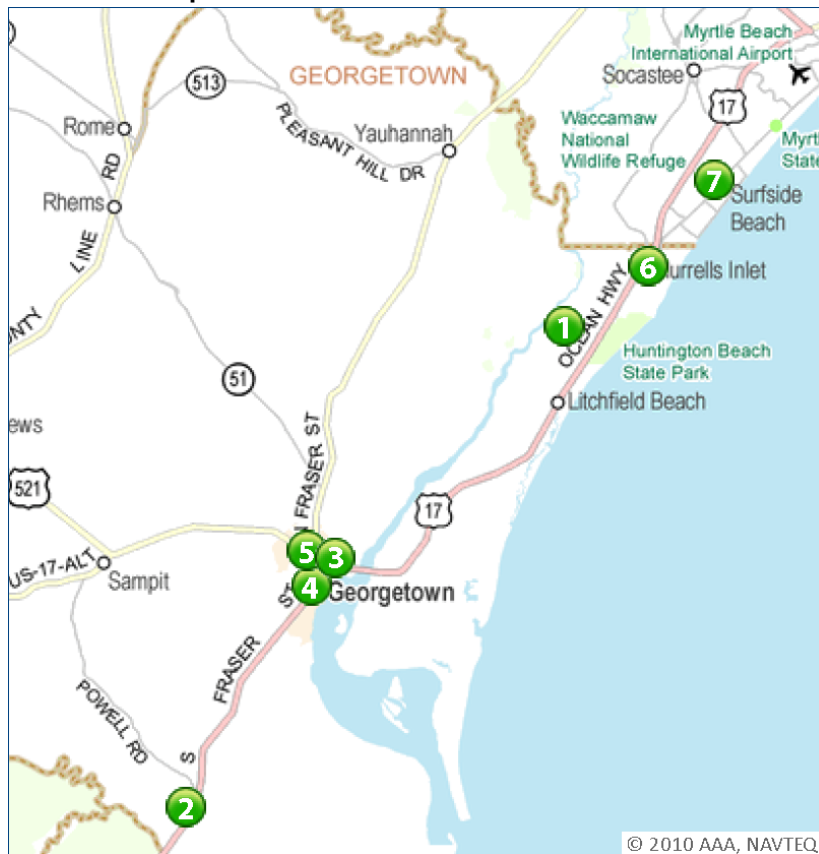 Myrtle Beach
International Airport
GEORGETOWN
Socastee
513
17
PLEASANT HILL DR
Waccamaw
National
Wildlife Refuge
Rome
Yauhannah
RD
7
Surfside
Beach
Rhems
LINE
6
urrells Inlet
1
OCEAN HWY
Huntington Beach
State Park
51
Litchfield Beach
ews
521
N FRASER ST
17
5
3
US-17-ALT
Sampit
4
Georgetown
ST
FRASER
POWELL RD
S
2
© 2010 AAA, NAVTEQ